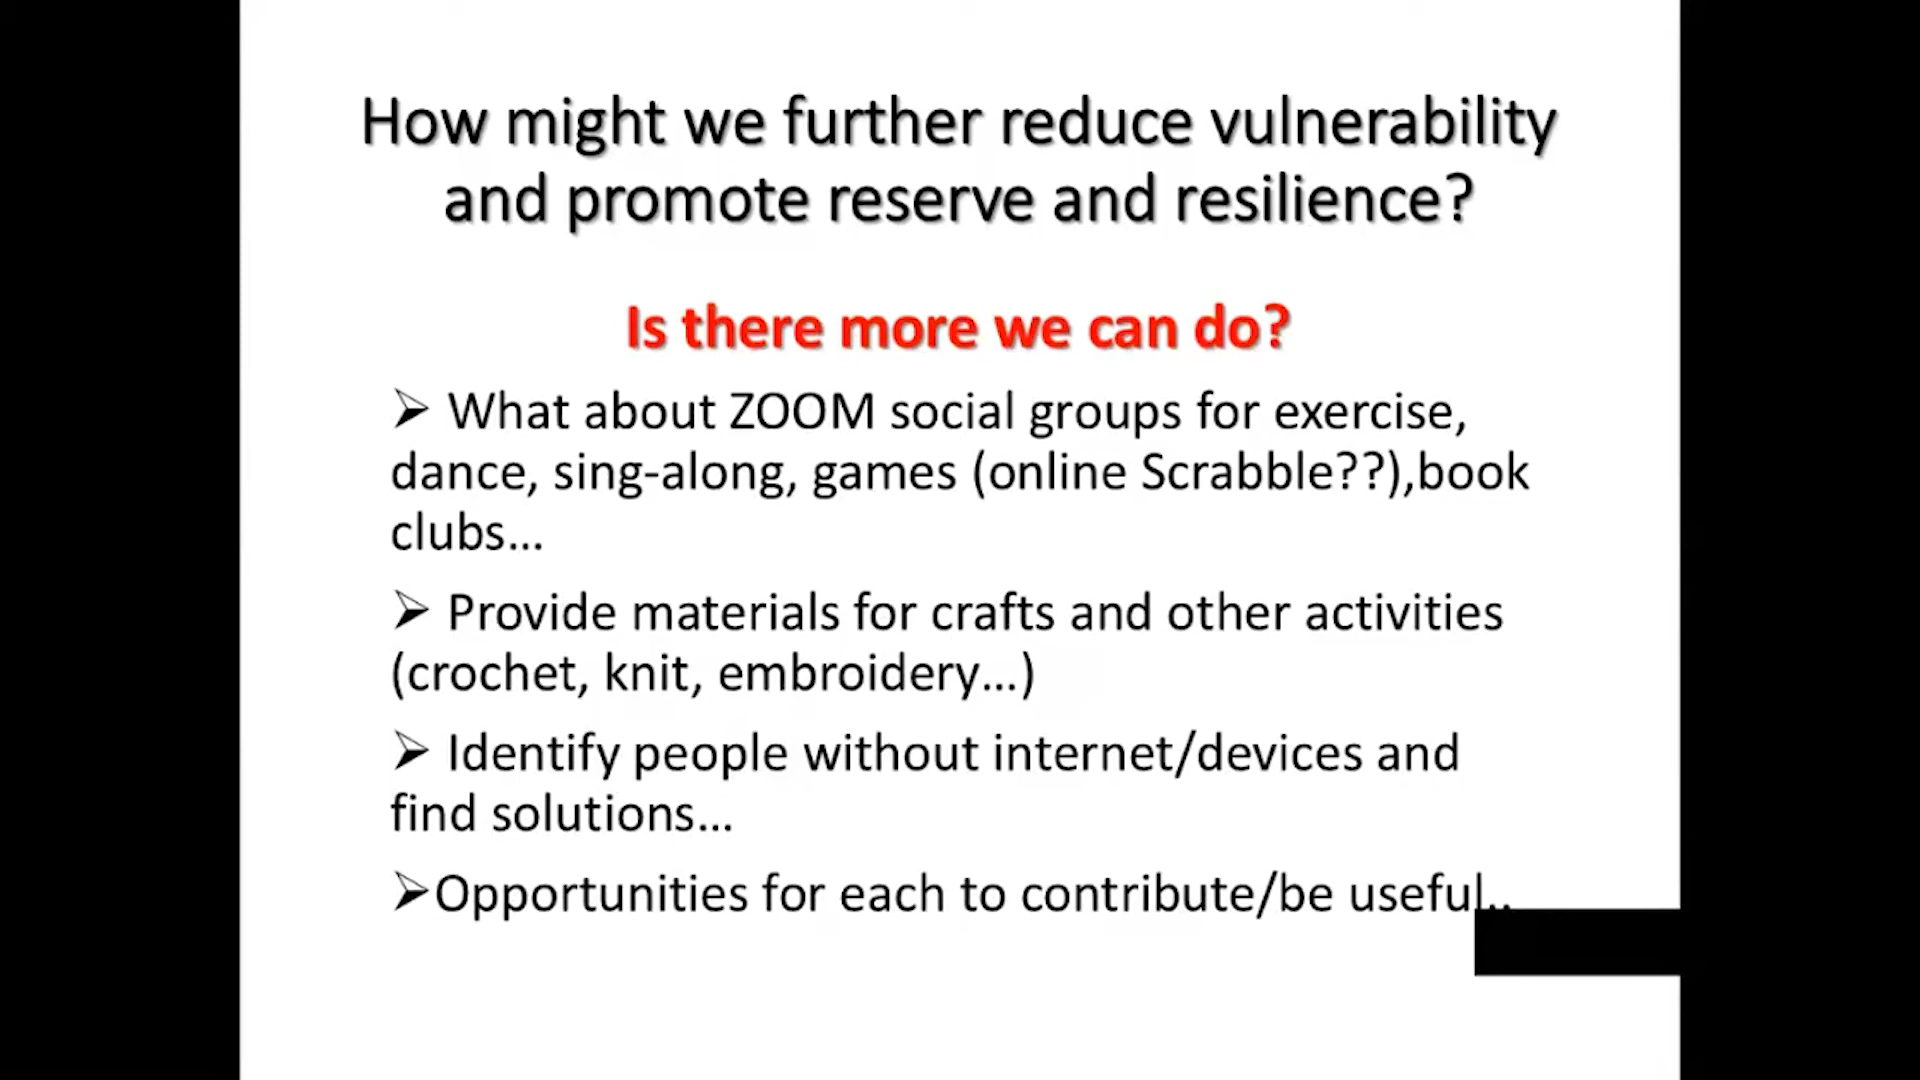 How might we further reduce vulnerability
and promote reserve and resilience?
Is there more we can do?
➢ What about ZOOM social groups for exercise,
dance, sing-along, games (online Scrabble??),book
clubs…
➢ Provide materials for crafts and other activities
(crochet, knit, embroidery…)
➢ Identify people without internet/devices and
find solutions…
➢Opportunities for each to contribute/be useful..